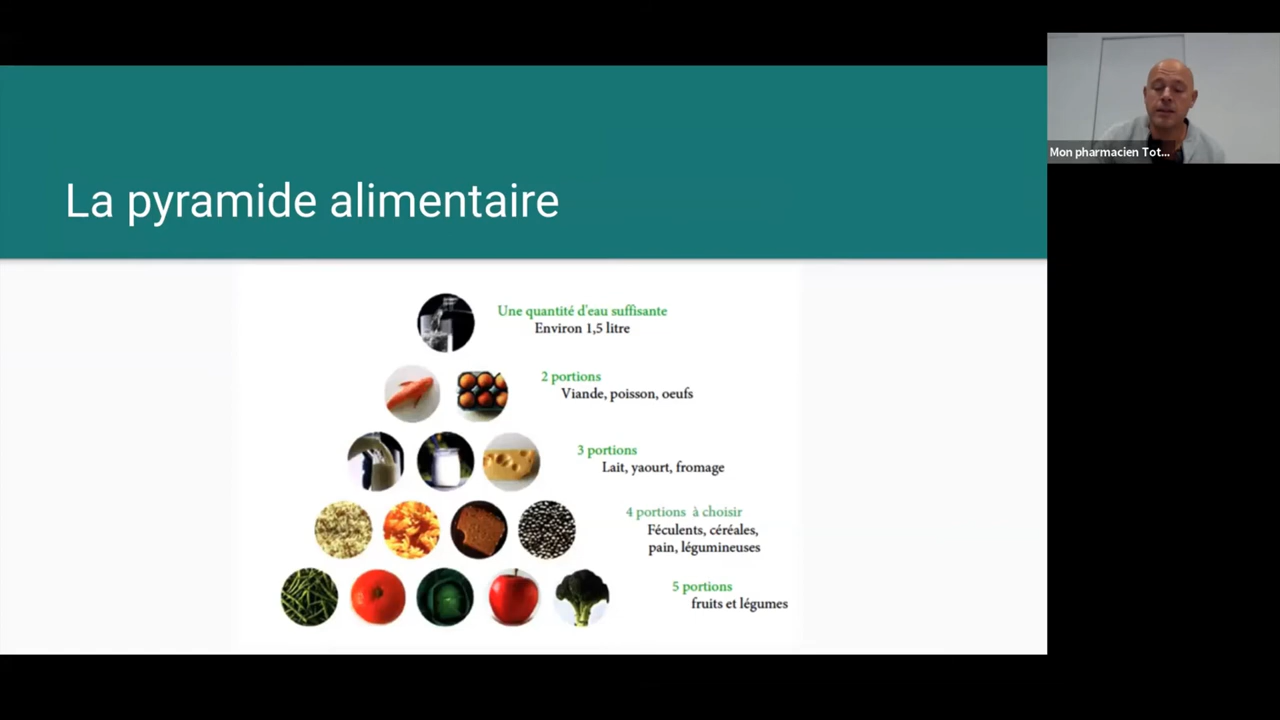 La pyramide alimentaire
Mon pharmacien Tot...
Une quantité d'eau suffisante
Environ 1,5 litre
2 portions
Viande, poisson, oeufs
3 portions
Lait, yaourt, fromage
4 portions à choisir
Féculents, céréales,
pain, légumineuses
5 portions
fruits et légumes